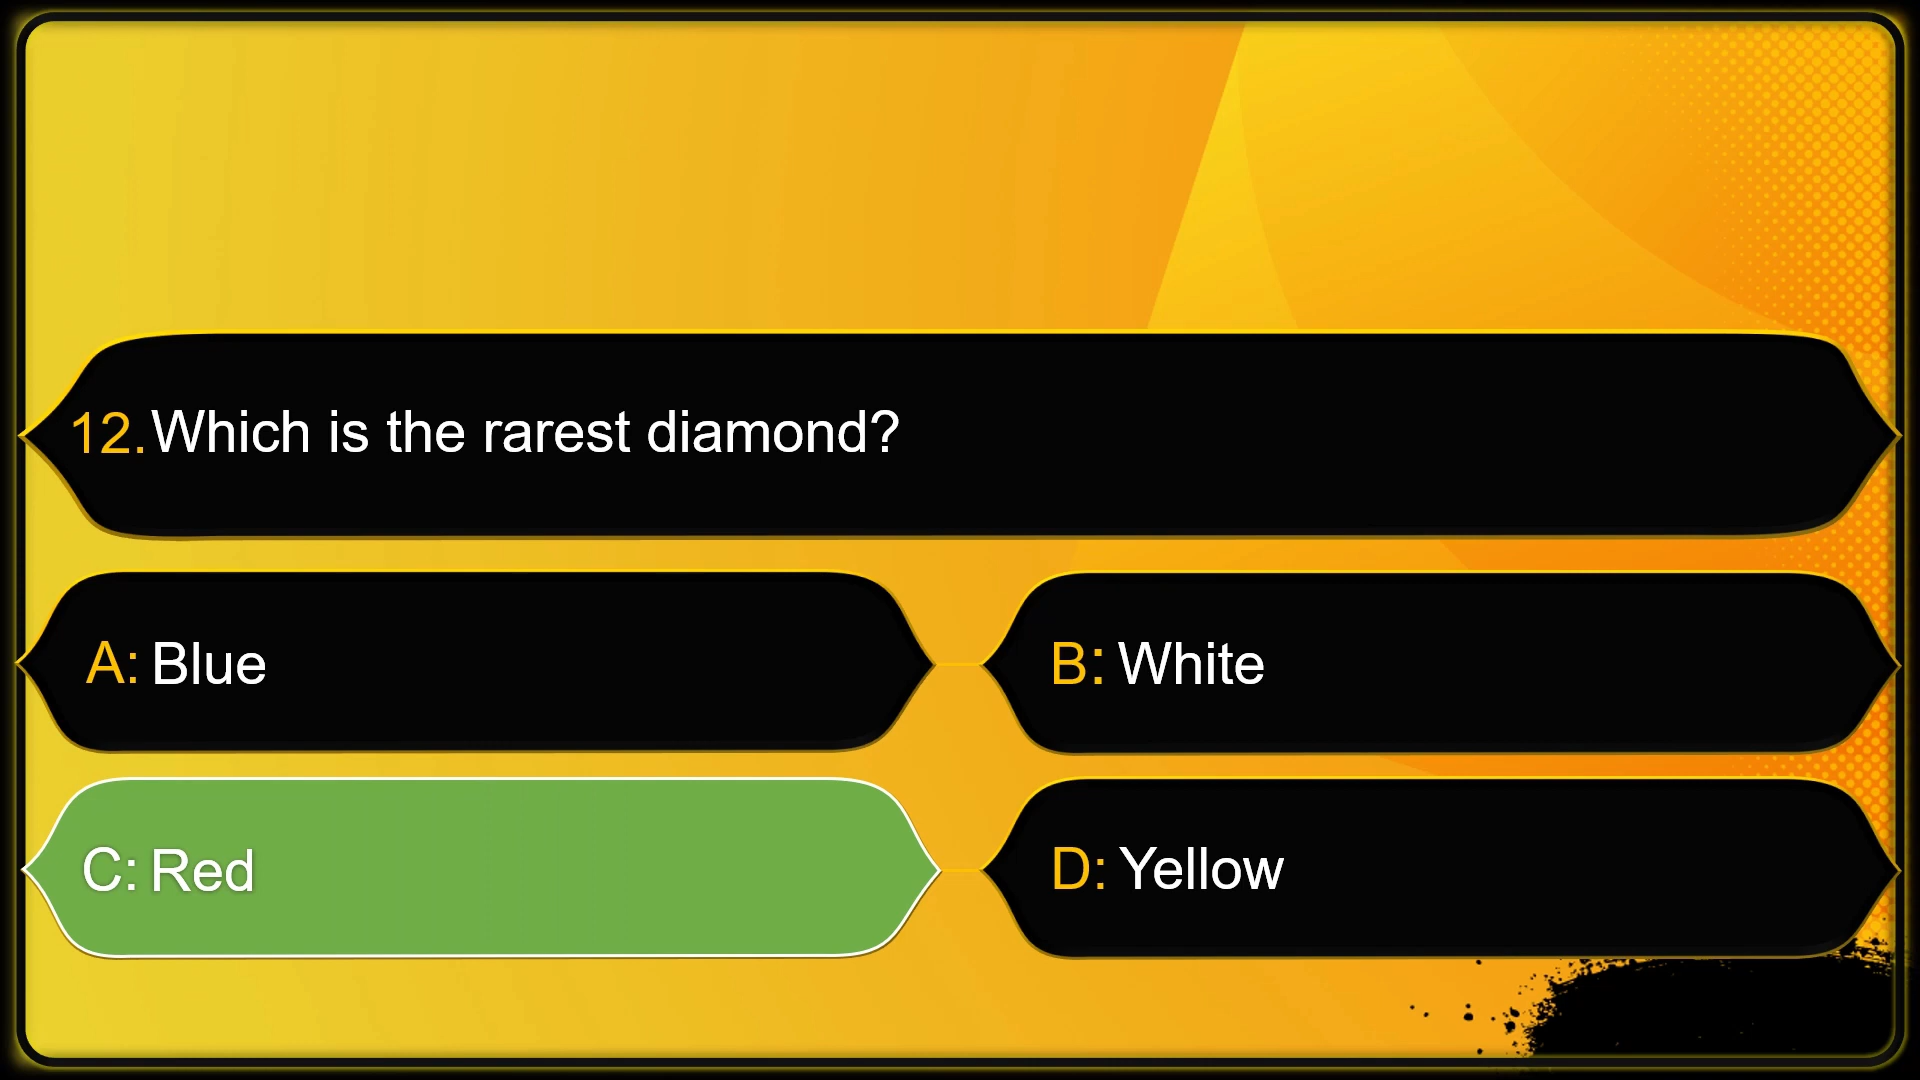 12. Which is the rarest diamond?
A: Blue
B: White
C: Red
D: Yellow